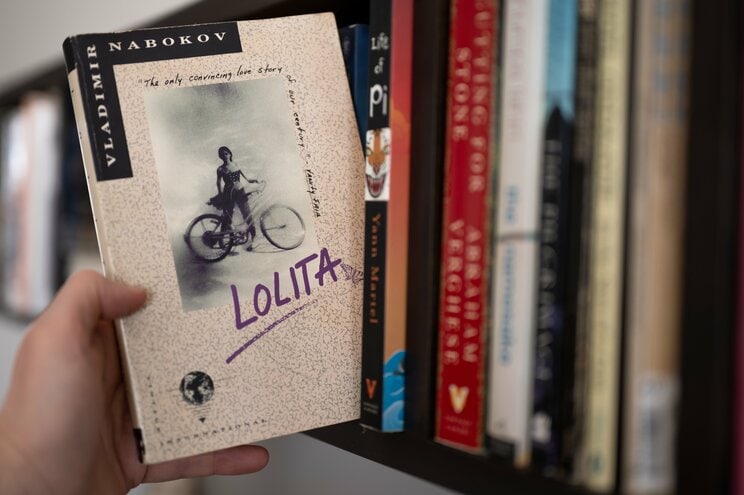 VLADIMIR NABOKOV
"The only convincing love story of our century." Vanity Fair
LOLITA
VINTAGE INTERNATIONAL
Life of Pi
Yann Martel
CUTTING FOR STONE
ABRAHAM VERGHESE